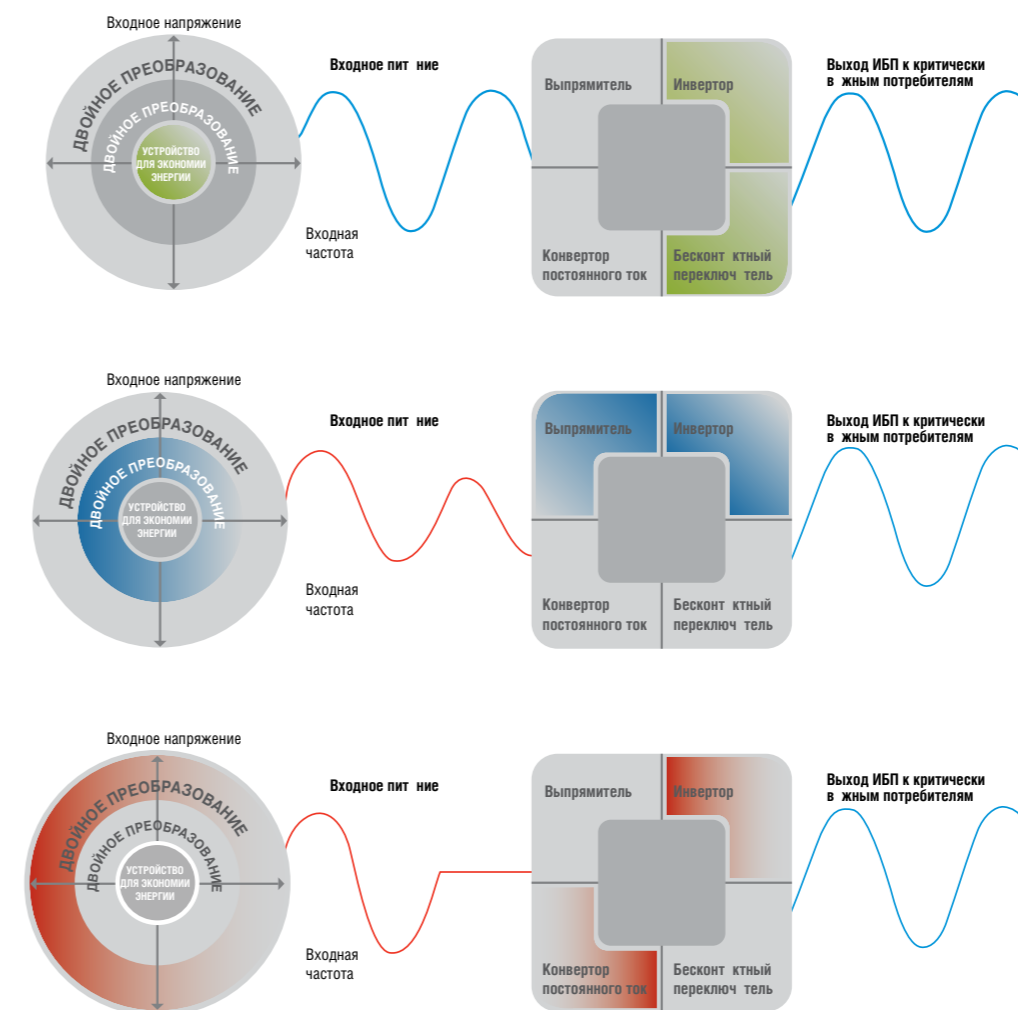 Входное напряжение
ДВОЙНОЕ ПРЕОБРАЗОВАНИЕ
ДВОЙНОЕ ПРЕОБРАЗОВАНИЕ
УСТРОЙСТВО
ДЛЯ ЭКОНОМИИ
ЭНЕРГИИ
Входная
частота
Входное пит ние
Выпрямитель
Инвертор
Конвертор
постоянного ток
Бесконт ктный
переключ тель
Выход ИБП к критически
в жным потребителям
Входное напряжение
ДВОЙНОЕ ПРЕОБРАЗОВАНИЕ
ДВОЙНОЕ ПРЕОБРАЗОВАНИЕ
УСТРОЙСТВО
ДЛЯ ЭКОНОМИИ
ЭНЕРГИИ
Входная
частота
Входное пит ние
Выпрямитель
Инвертор
Конвертор
постоянного ток
Бесконт ктный
переключ тель
Выход ИБП к критически
в жным потребителям
Входное напряжение
ДВОЙНОЕ ПРЕОБРАЗОВАНИЕ
ДВОЙНОЕ ПРЕОБРАЗОВАНИЕ
УСТРОЙСТВО
ДЛЯ ЭКОНОМИИ
ЭНЕРГИИ
Входная
частота
Входное пит ние
Выпрямитель
Инвертор
Конвертор
постоянного ток
Бесконт ктный
переключ тель
Выход ИБП к критически
в жным потребителям